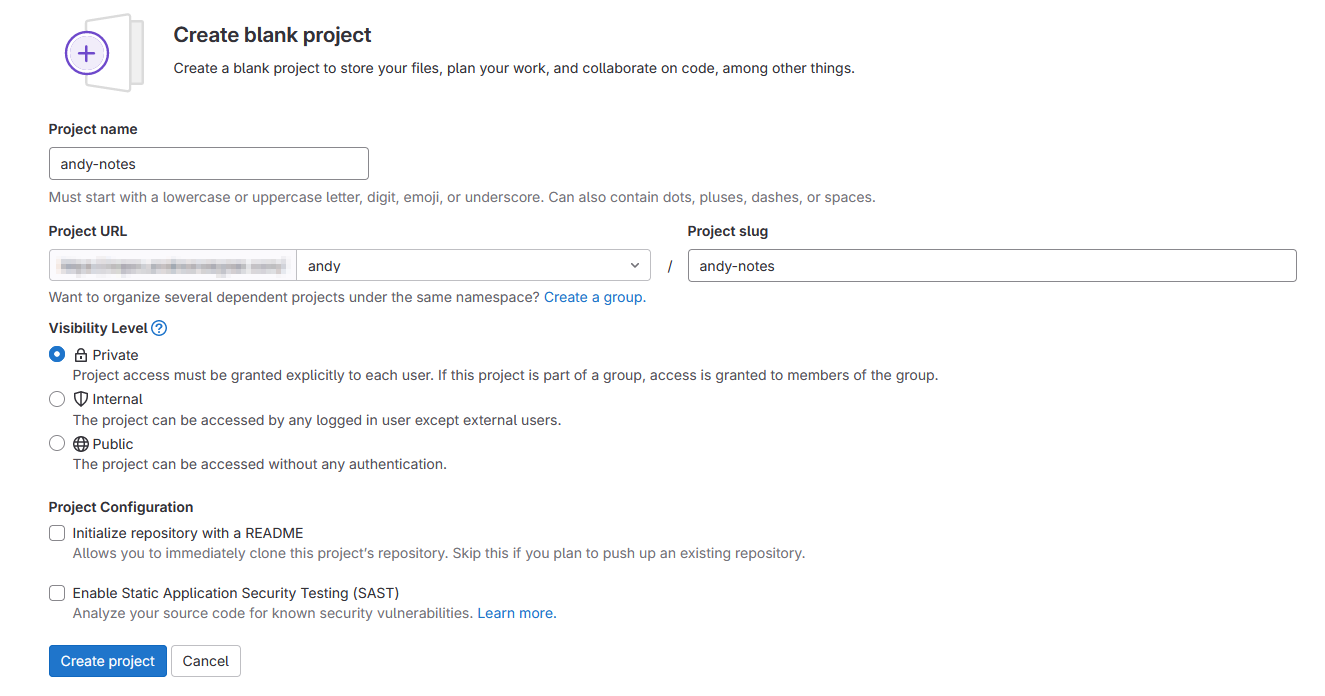 Create blank project
Create a blank project to store your files, plan your work, and collaborate on code, among other things.
Project name
andy-notes
Must start with a lowercase or uppercase letter, digit, emoji, or underscore. Can also contain dots, pluses, dashes, or spaces.
Project URL
andy
/
Project slug
andy-notes
Want to organize several dependent projects under the same namespace? Create a group.
Visibility Level
Private
Project access must be granted explicitly to each user. If this project is part of a group, access is granted to members of the group.
Internal
The project can be accessed by any logged in user except external users.
Public
The project can be accessed without any authentication.
Project Configuration
Initialize repository with a README
Allows you to immediately clone this project's repository. Skip this if you plan to push up an existing repository.
Enable Static Application Security Testing (SAST)
Analyze your source code for known security vulnerabilities. Learn more.
Create project
Cancel